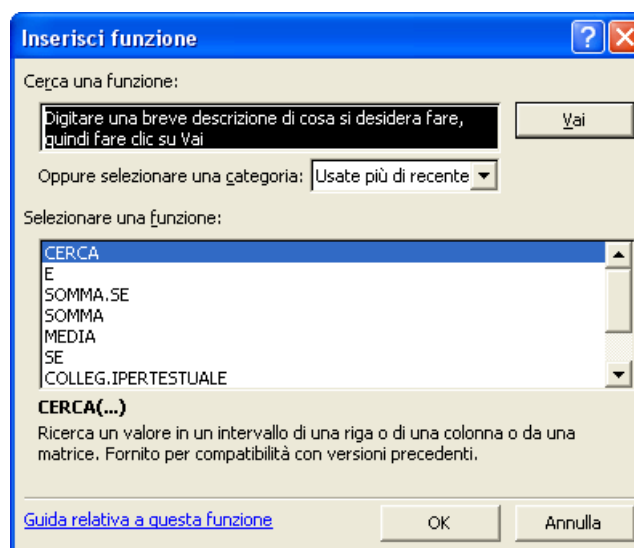 Inserisci funzione
Cerca una funzione:
Digitare una breve descrizione di cosa si desidera fare,
quindi fare clic su Vai
Vai
Oppure selezionare una categoria: Usate più di recente
Selezionare una funzione:
CERCA
E
SOMMA.SE
SOMMA
MEDIA
SE
COLLEG.IPERTESTUALE
CERCA(...)
Ricerca un valore in un intervallo di una riga o di una colonna o da una
matrice. Fornito per compatibilità con versioni precedenti.
Guida relativa a questa funzione
OK
Annulla